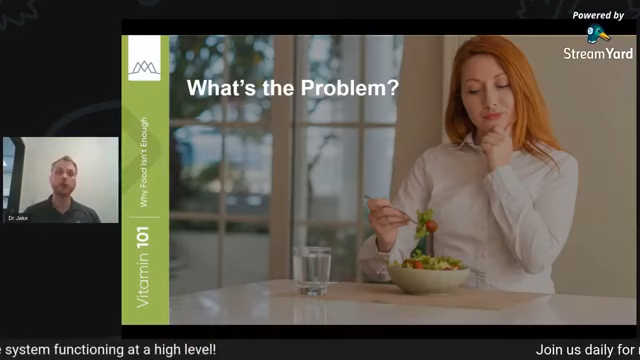 Powered by
StreamYard
What's the Problem?
Why Food Isn't Enough
Vitamin 101
Dr Jake
system functioning at a high level!
Join us daily for